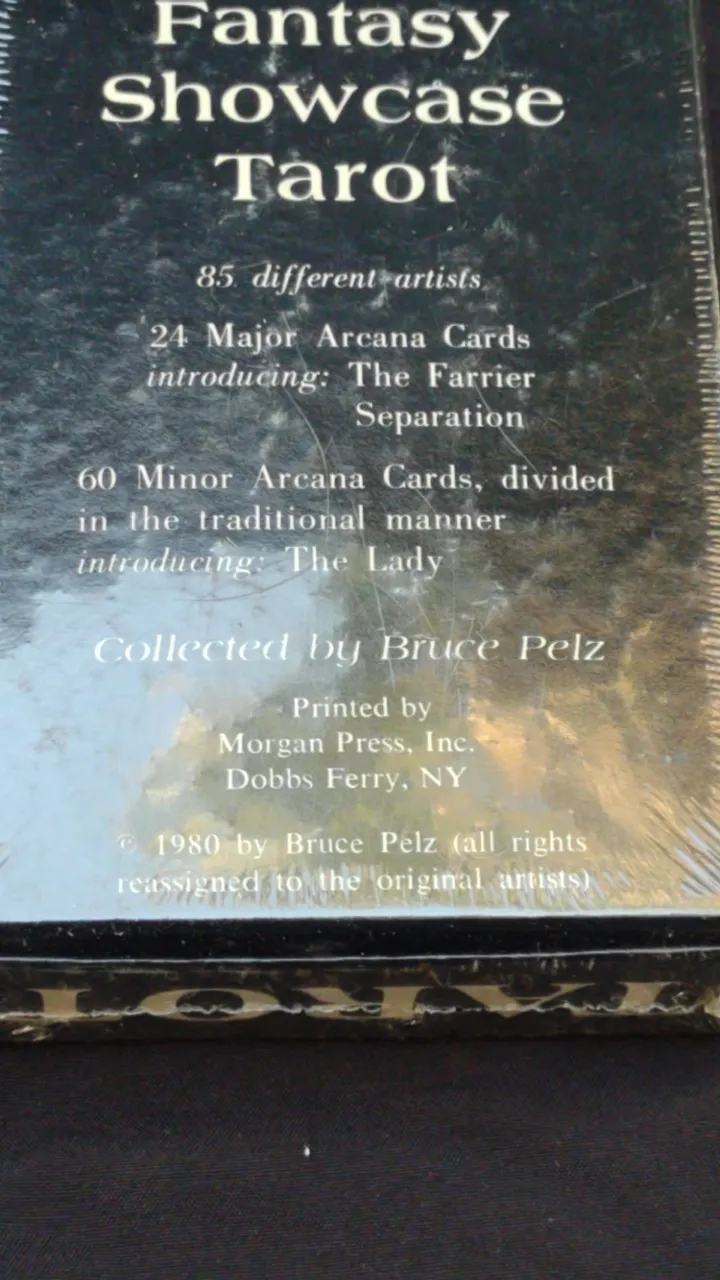 Fantasy
Showcase
Tarot
85 different artists
24 Major Arcana Cards
introducing: The Farrier
Separation
60 Minor Arcana Cards, divided
in the traditional manner
introducing: The Lady
Collected by Bruce Pelz
Printed by
Morgan Press, Inc.
Dobbs Ferry, NY
© 1980 by Bruce Pelz (all rights
reassigned to the original artists)
TAROT